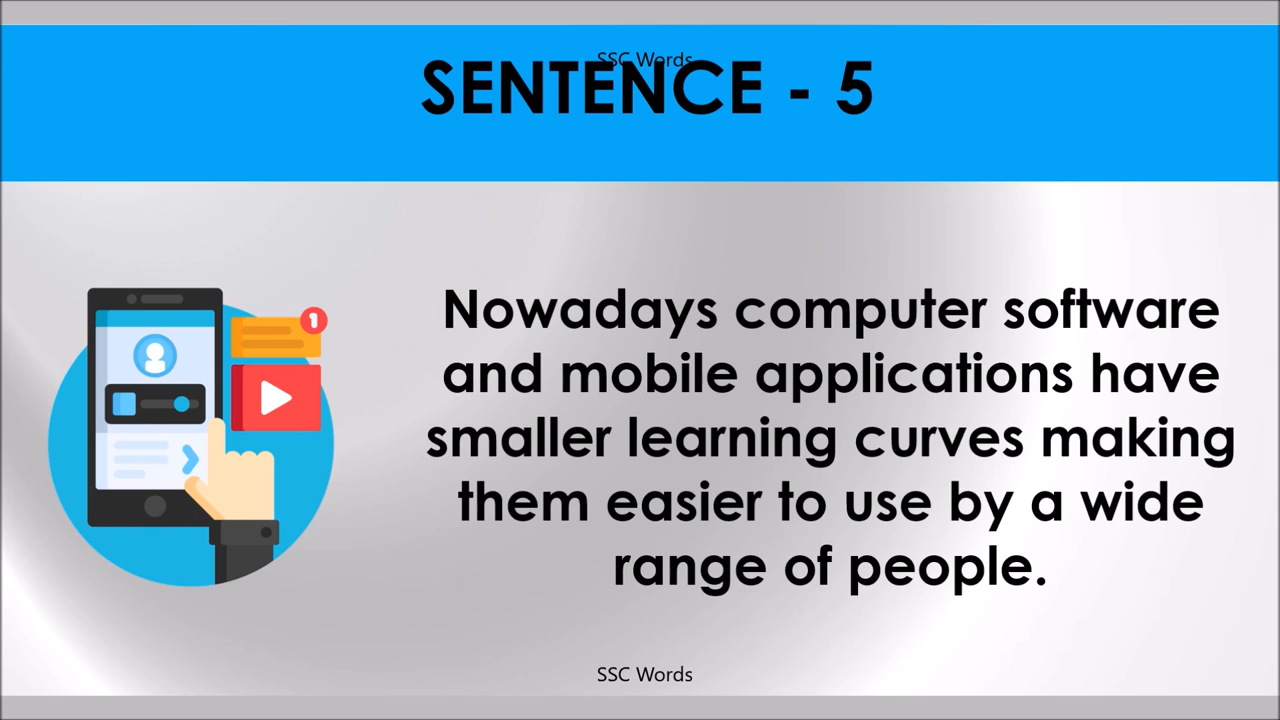 SSC Words
SENTENCE - 5
Nowadays computer software
and mobile applications have
smaller learning curves making
them easier to use by a wide
range of people.
1
SSC Words